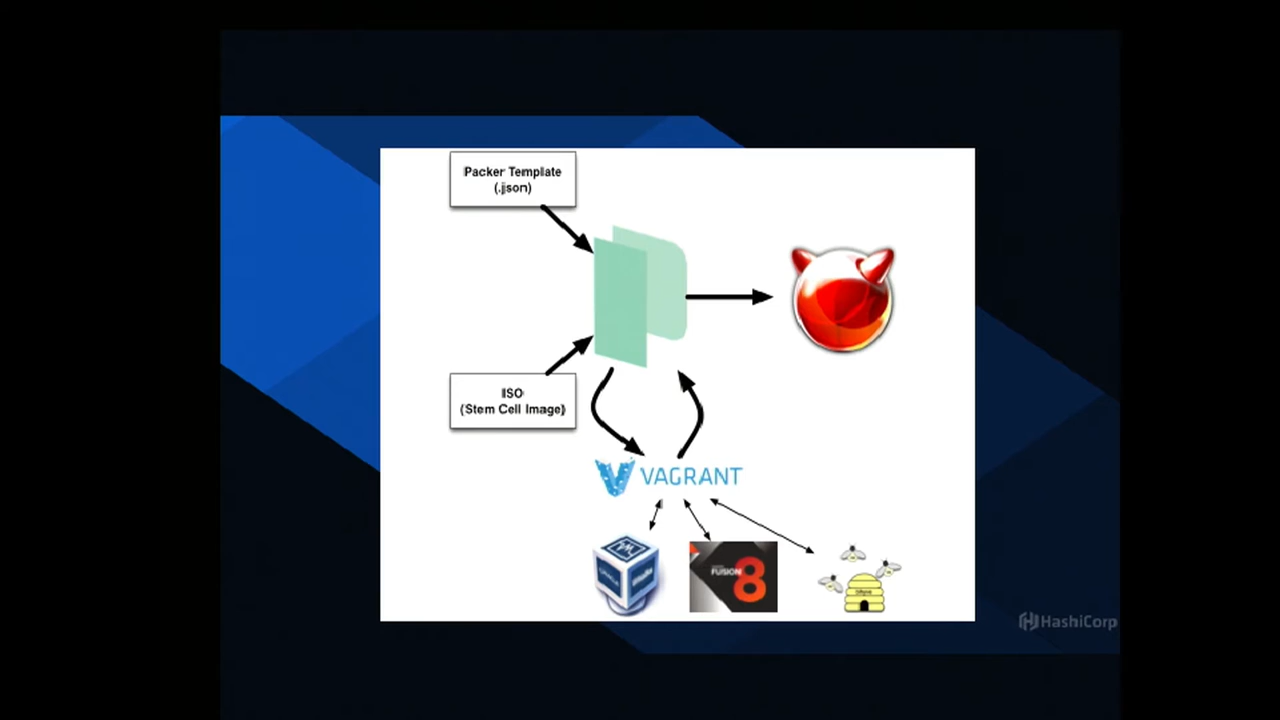 Packer Template
(.json)
ISO
(Stem Cell Image)
VAGRANT
FUSION 8
HashiCorp